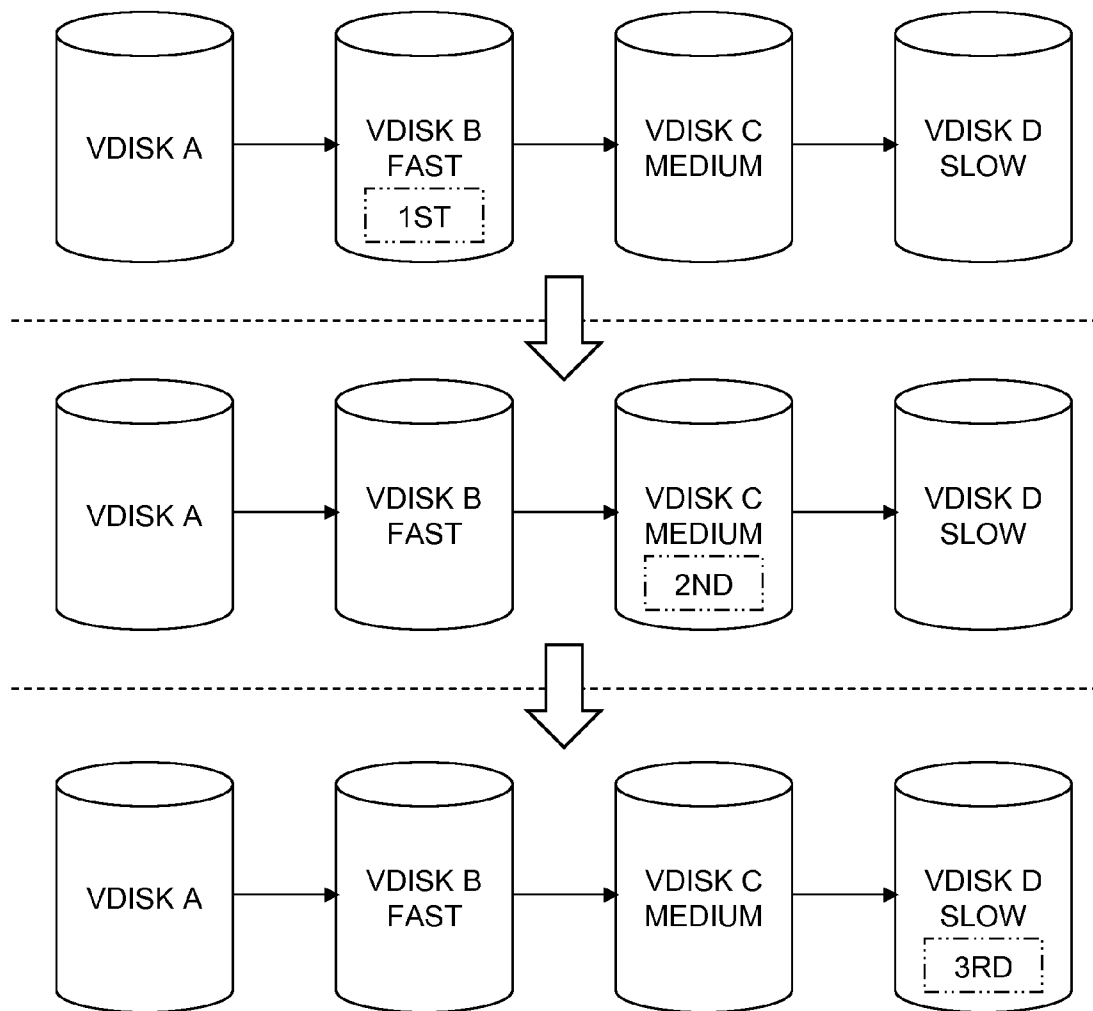 VDISK A
VDISK B
FAST
1ST
VDISK C
MEDIUM
VDISK D
SLOW
VDISK A
VDISK B
FAST
VDISK C
MEDIUM
2ND
VDISK D
SLOW
VDISK A
VDISK B
FAST
VDISK C
MEDIUM
VDISK D
SLOW
3RD